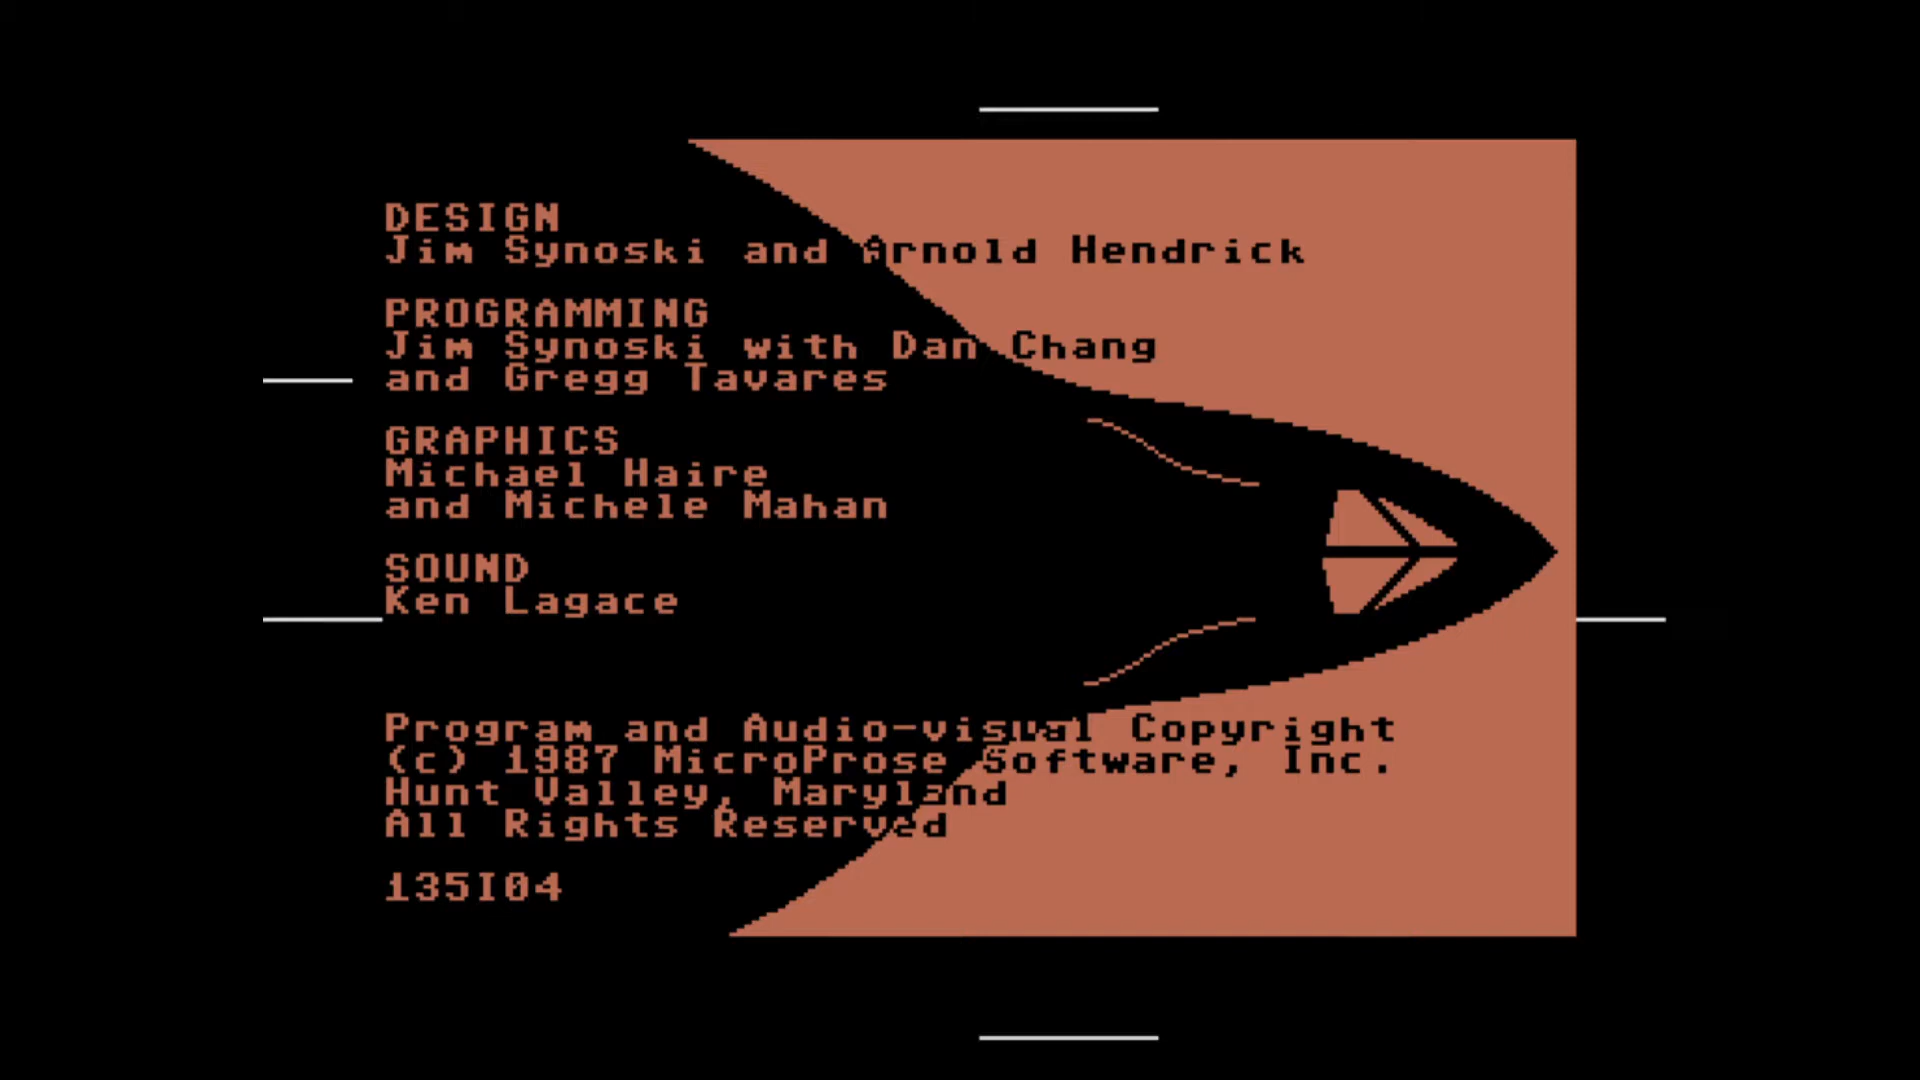 DESIGN
Jim Synoski and Arnold Hendrick
PROGRAMMING
Jim Synoski with Dan Chang
and Gregg Tavares
GRAPHICS
Michael Haire
and Michele Mahan
SOUND
Ken Lagace
Program and Audio-visual Copyright
(c) 1987 MicroProse Software, Inc.
Hunt Valley, Maryland
All Rights Reserved
135I04